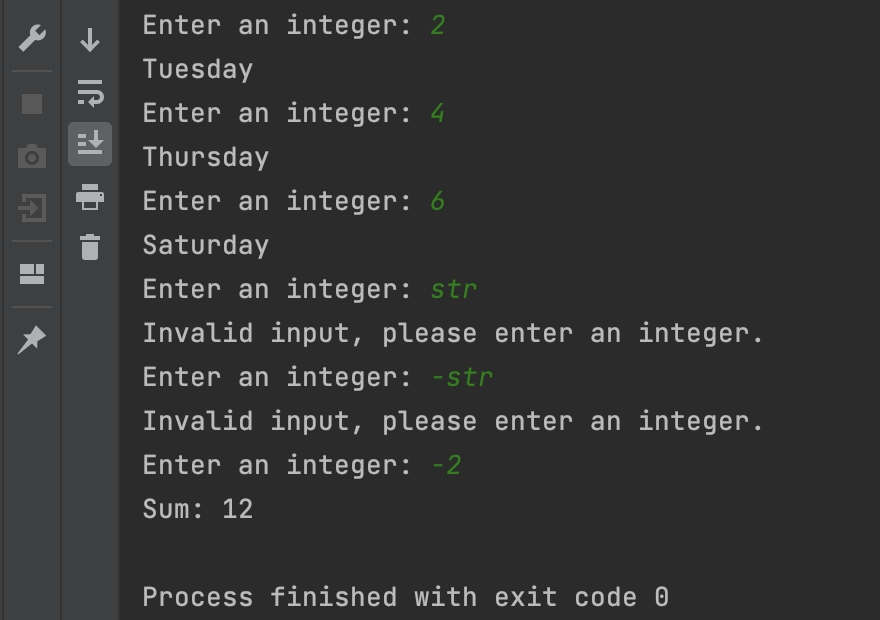 Enter an integer: 2
Tuesday
Enter an integer: 4
Thursday
Enter an integer: 6
Saturday
Enter an integer: str
Invalid input, please enter an integer.
Enter an integer: -str
Invalid input, please enter an integer.
Enter an integer: -2
Sum: 12
Process finished with exit code 0